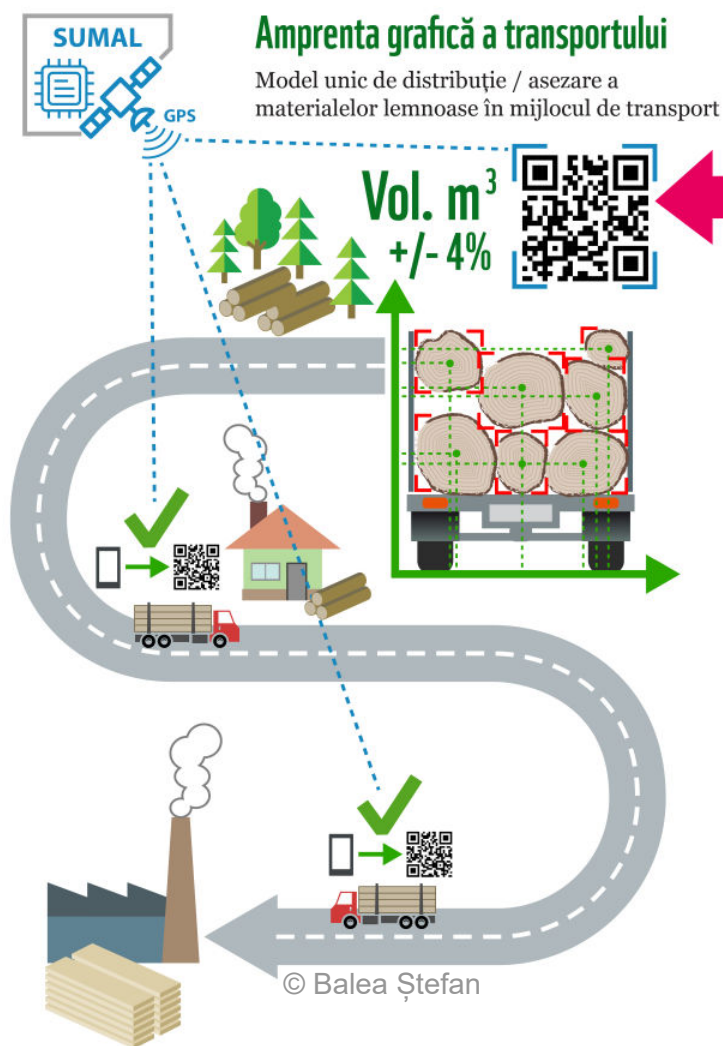 SUMAL
GPS
Amprenta grafică a transportului
Model unic de distribuție / asezare a
materialelor lemnoase în mijlocul de transport
Vol. m³
+/- 4%
© Balea Ștefan